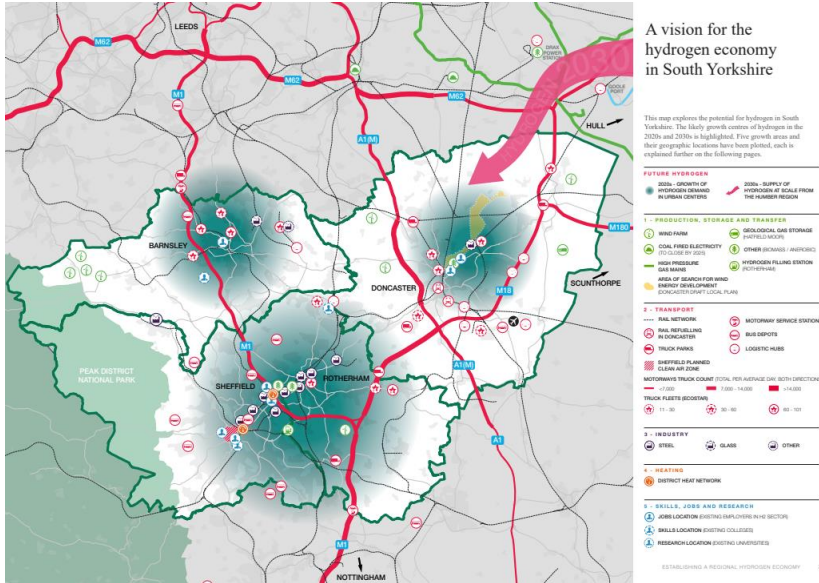 A vision for the
hydrogen economy
in South Yorkshire
This map explores the potential for hydrogen in South
Yorkshire. The likely growth centres of hydrogen in the
2020s and 2030s is highlighted. Five growth areas and
their geographic locations have been plotted, each is
explained further on the following pages.
FUTURE HYDROGEN
2020s - GROWTH OF
HYDROGEN DEMAND
IN URBAN CENTERS
2030s - SUPPLY OF
HYDROGEN AT SCALE FROM
THE HUMBER REGION
1 - PRODUCTION, STORAGE AND TRANSFER
WIND FARM
COAL FIRED ELECTRICITY
(TO CLOSE BY 2025)
HIGH PRESSURE
GAS MAINS
AREA OF SEARCH FOR WIND
ENERGY DEVELOPMENT
(DONCASTER DRAFT LOCAL PLAN)
GEOLOGICAL GAS STORAGE
(HATFIELD MOOR)
OTHER (BIOMASS / ANEROBIC)
HYDROGEN FILLING STATION
(ROTHERHAM)
2 - TRANSPORT
RAIL NETWORK
RAIL REFUELLING
IN DONCASTER
TRUCK PARKS
SHEFFIELD PLANNED
CLEAN AIR ZONE
MOTORWAY SERVICE STATION
BUS DEPOTS
LOGISTIC HUBS
MOTORWAYS TRUCK COUNT (TOTAL PER AVERAGE DAY, BOTH DIRECTION
<7,000
7,000 - 14,000
>14,000
TRUCK FLEETS (ECOSTAR)
11 - 30
30 - 60
60 - 101
3 - INDUSTRY
STEEL
GLASS
OTHER
4 - HEATING
DISTRICT HEAT NETWORK
5 - SKILLS, JOBS AND RESEARCH
JOBS LOCATION (EXISTING EMPLOYERS IN H2 SECTOR)
SKILLS LOCATION (EXISTING COLLEGES)
RESEARCH LOCATION (EXISTING UNIVERSITIES)
ESTABLISHING A REGIONAL HYDROGEN ECONOMY
LEEDS
M62
M62
M62
DRAX
POWER
STATION
2030
GOOLE
PORT
HULL
M1
A1(M)
M180
BARNSLEY
DONCASTER
M18
SCUNTHORPE
M1
A1(M)
PEAK DISTRICT
NATIONAL PARK
SHEFFIELD
ROTHERHAM
A1
M1
NOTTINGHAM